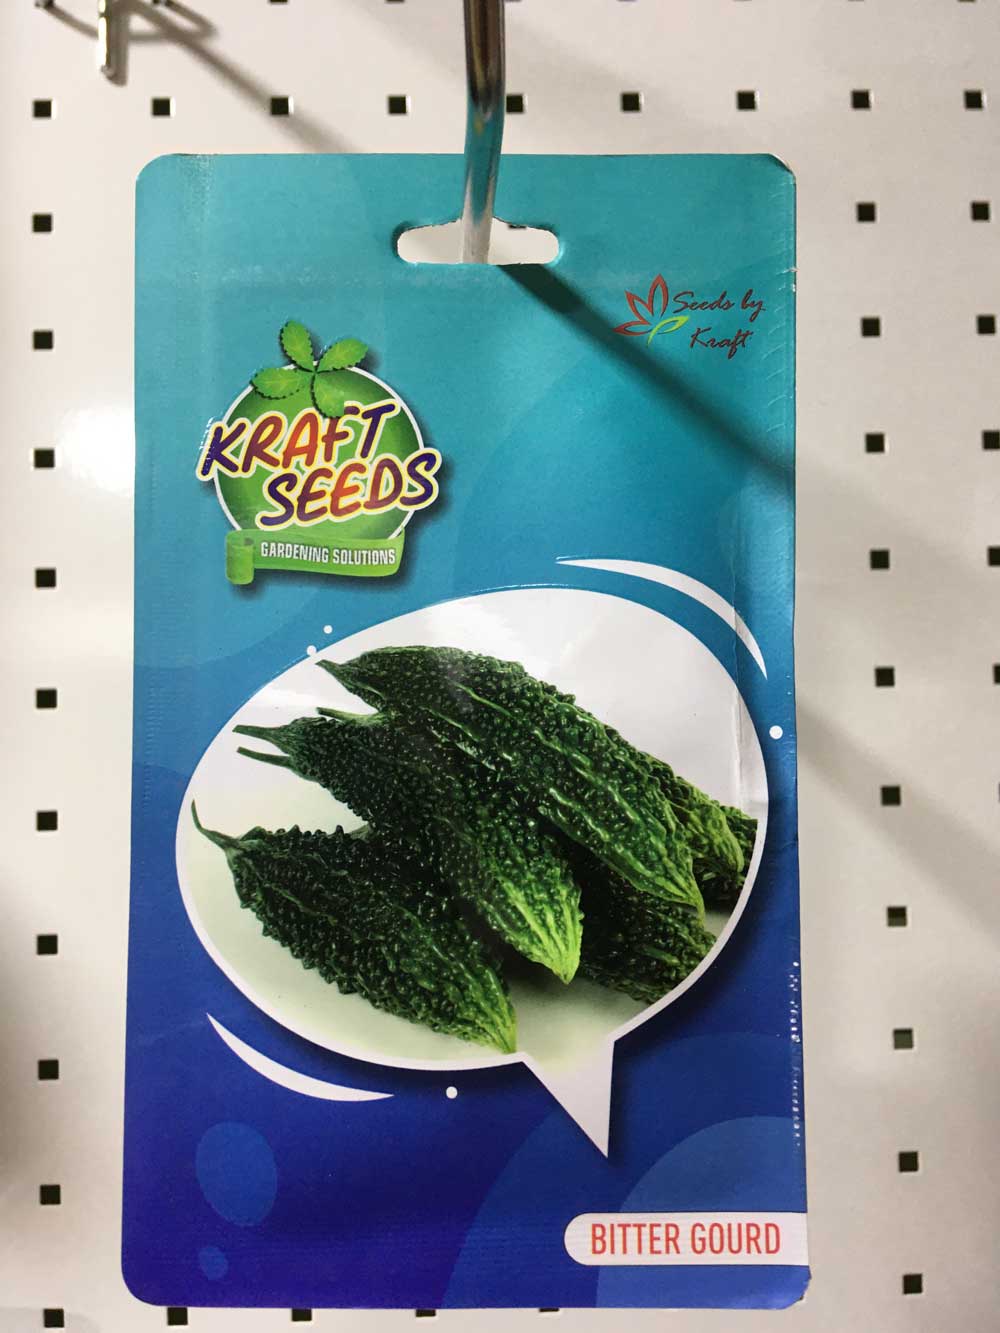 Seeds by
Kraft
KRAFT
SEEDS
GARDENING SOLUTIONS
BITTER GOURD